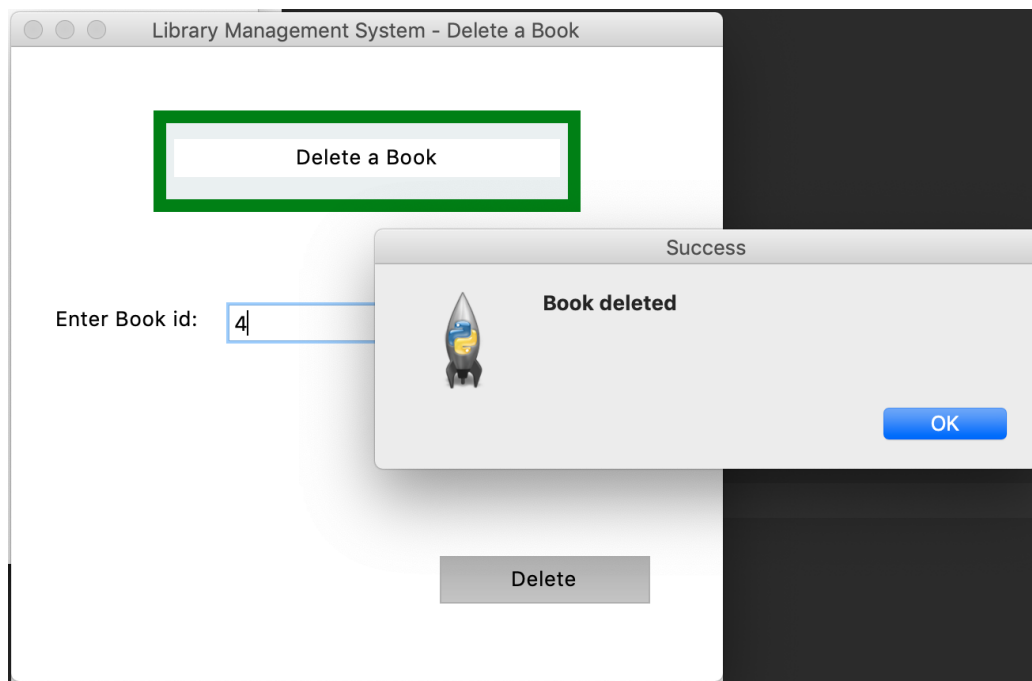 Library Management System - Delete a Book
Delete a Book
Success
Book deleted
Enter Book id:
4
OK
Delete